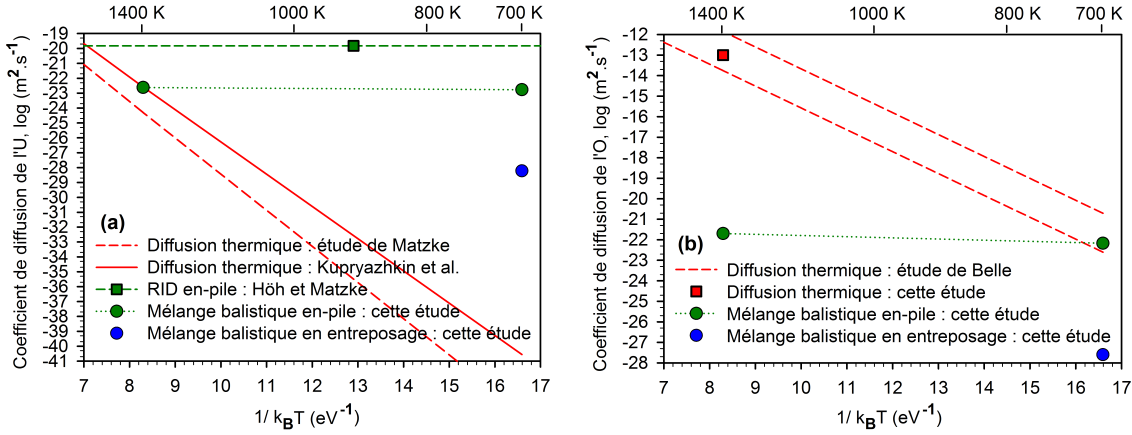 1400 K 1000 K 800 K 700 K
Coefficient de diffusion de l'U, log (m².s⁻¹)
-19
-20
-21
-22
-23
-24
-25
-26
-27
-28
-29
-30
-31
-32
-33
-34
-35
-36
-37
-38
-39
-40
-41
(a)
Diffusion thermique : étude de Matzke
Diffusion thermique : Kupryazhkin et al.
RID en-pile : Höh et Matzke
Mélange balistique en-pile : cette étude
Mélange balistique en entreposage : cette étude
7 8 9 10 11 12 13 14 15 16 17
1/ k_BT (eV⁻¹)
1400 K 1000 K 800 K 700 K
Coefficient de diffusion de l'O, log (m².s⁻¹)
-12
-13
-14
-15
-16
-17
-18
-19
-20
-21
-22
-23
-24
-25
-26
-27
-28
(b)
Diffusion thermique : étude de Belle
Diffusion thermique : cette étude
Mélange balistique en-pile : cette étude
Mélange balistique en entreposage : cette étude
7 8 9 10 11 12 13 14 15 16 17
1/ k_BT (eV⁻¹)